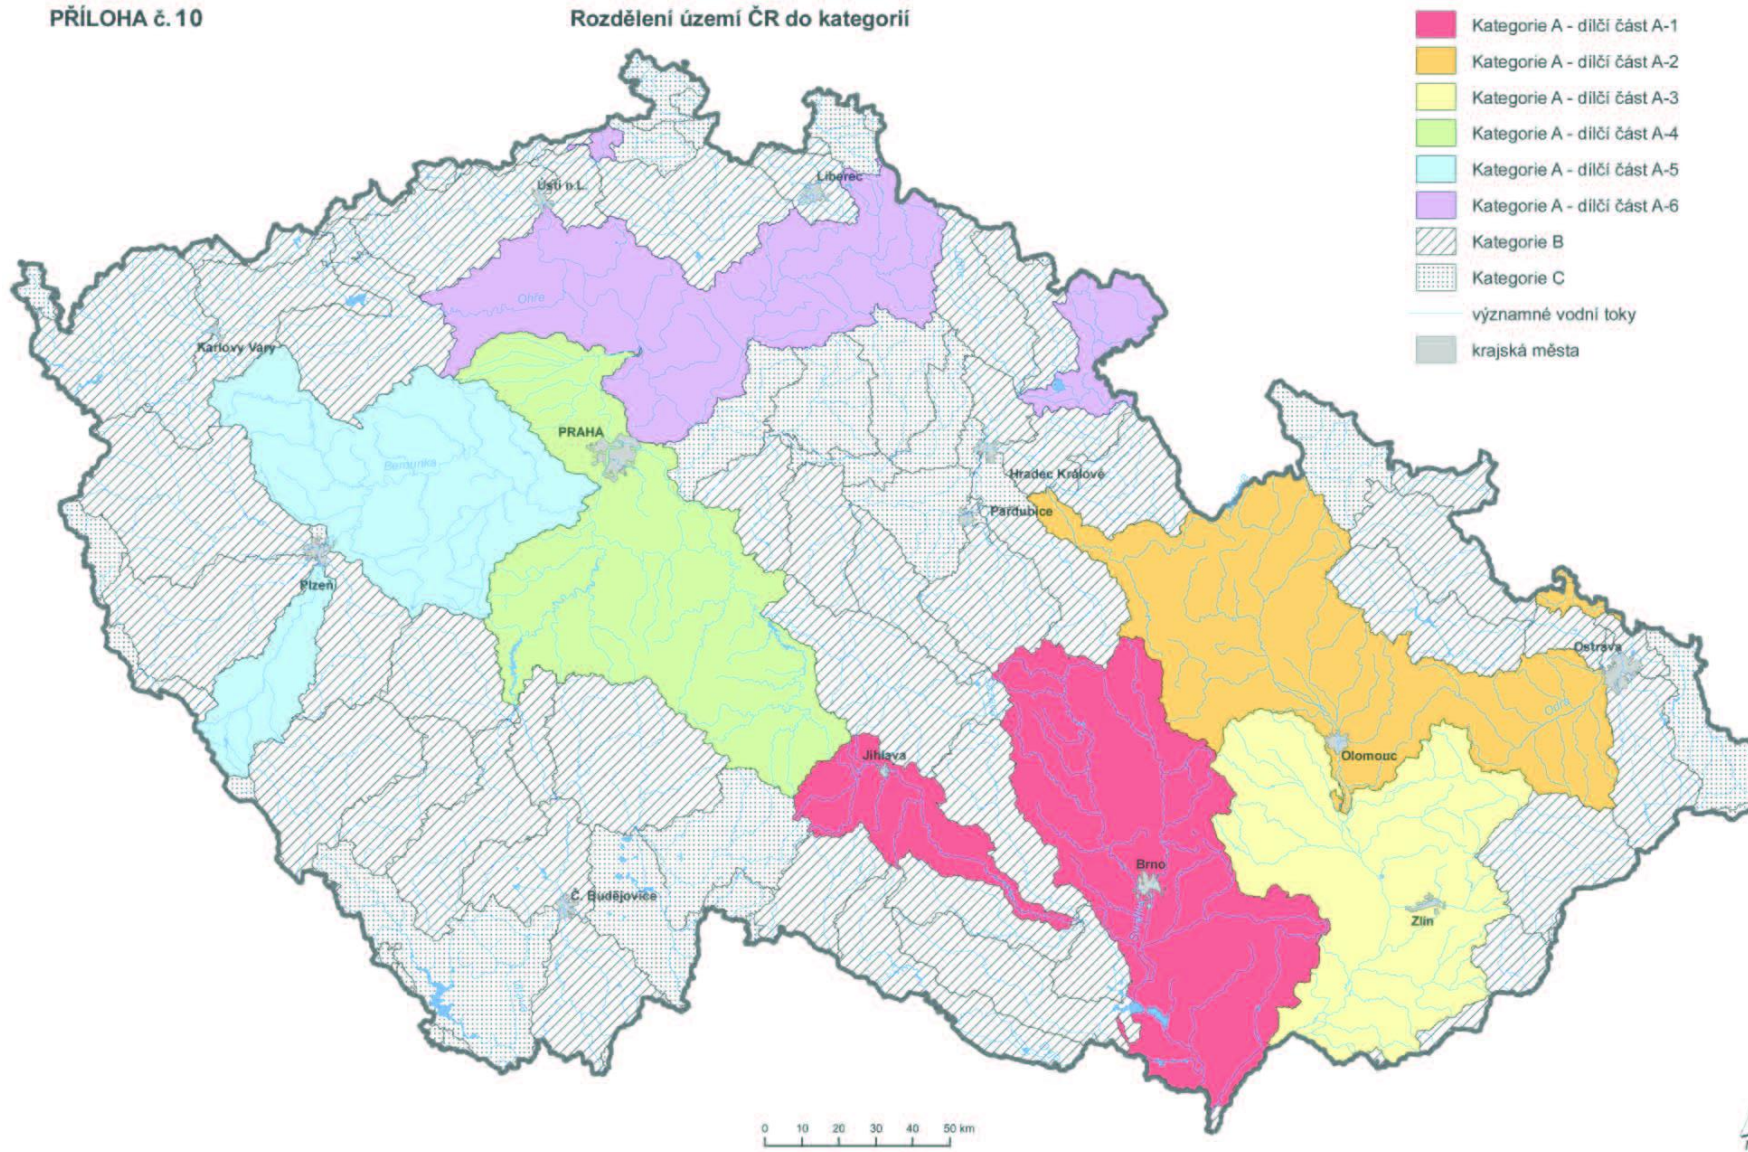 PŘÍLOHA č. 10
Rozdělení území ČR do kategorií
Kategorie A - dílčí část A-1
Kategorie A - dílčí část A-2
Kategorie A - dílčí část A-3
Kategorie A - dílčí část A-4
Kategorie A - dílčí část A-5
Kategorie A - dílčí část A-6
Kategorie B
Kategorie C
významné vodní toky
krajská města
Ústí n.L.
Liberec
Ohře
Karlovy Vary
PRAHA
Berounka
Hradec Králové
Pardubice
Plzeň
Ostrava
Odra
Jihlava
Olomouc
Brno
Č. Budějovice
Zlín
0 10 20 30 40 50 km